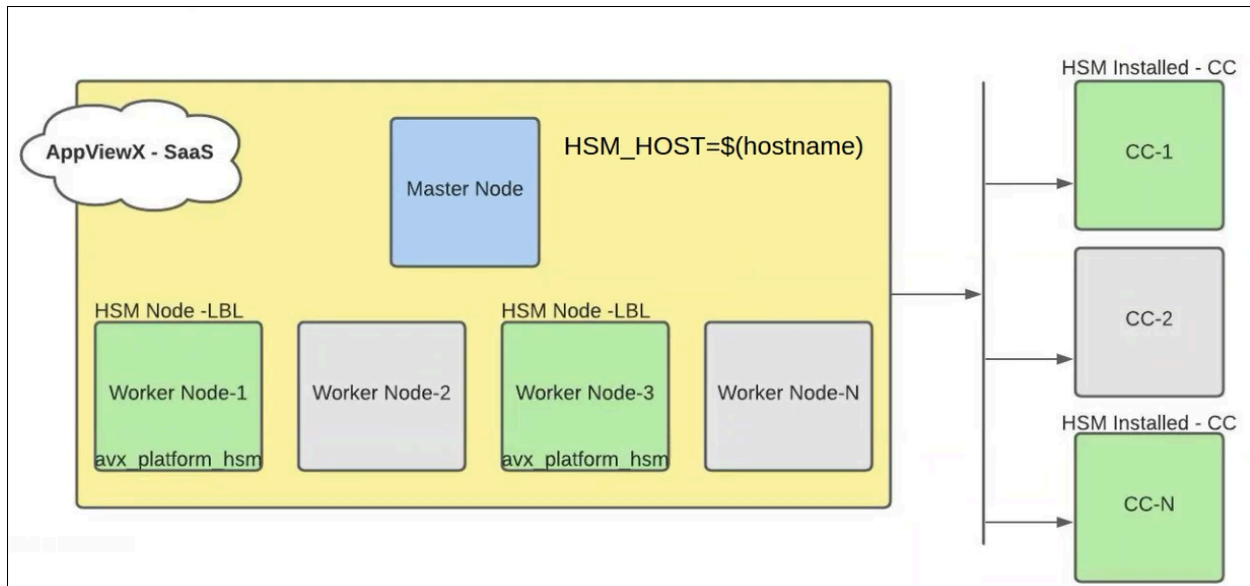 HSM Installed - CC
AppViewX - SaaS
HSM_HOST=$(hostname)
Master Node
CC-1
HSM Node -LBL
HSM Node -LBL
CC-2
Worker Node-1
Worker Node-2
Worker Node-3
Worker Node-N
avx_platform_hsm
avx_platform_hsm
HSM Installed - CC
CC-N